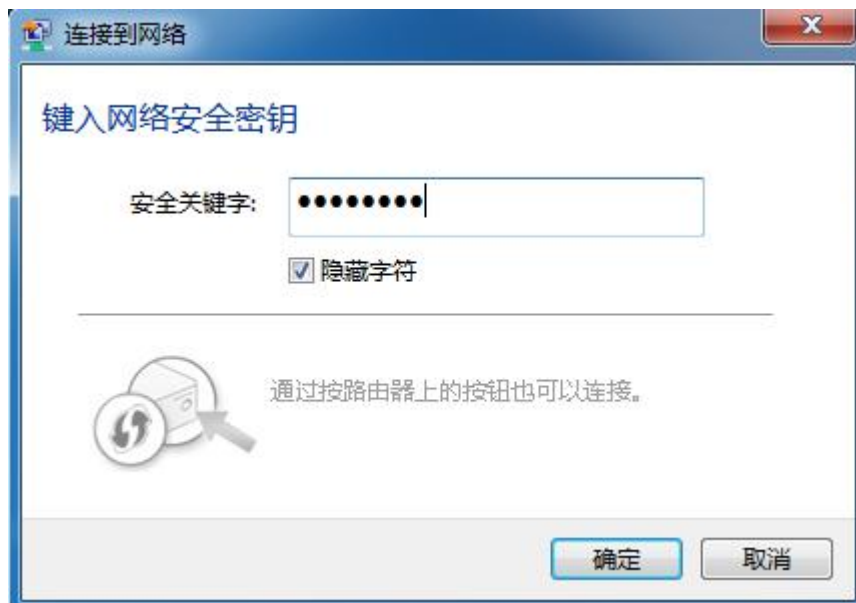 连接到网络
键入网络安全密钥
安全关键字: ••••••••
隐藏字符
通过按路由器上的按钮也可以连接。
确定 取消